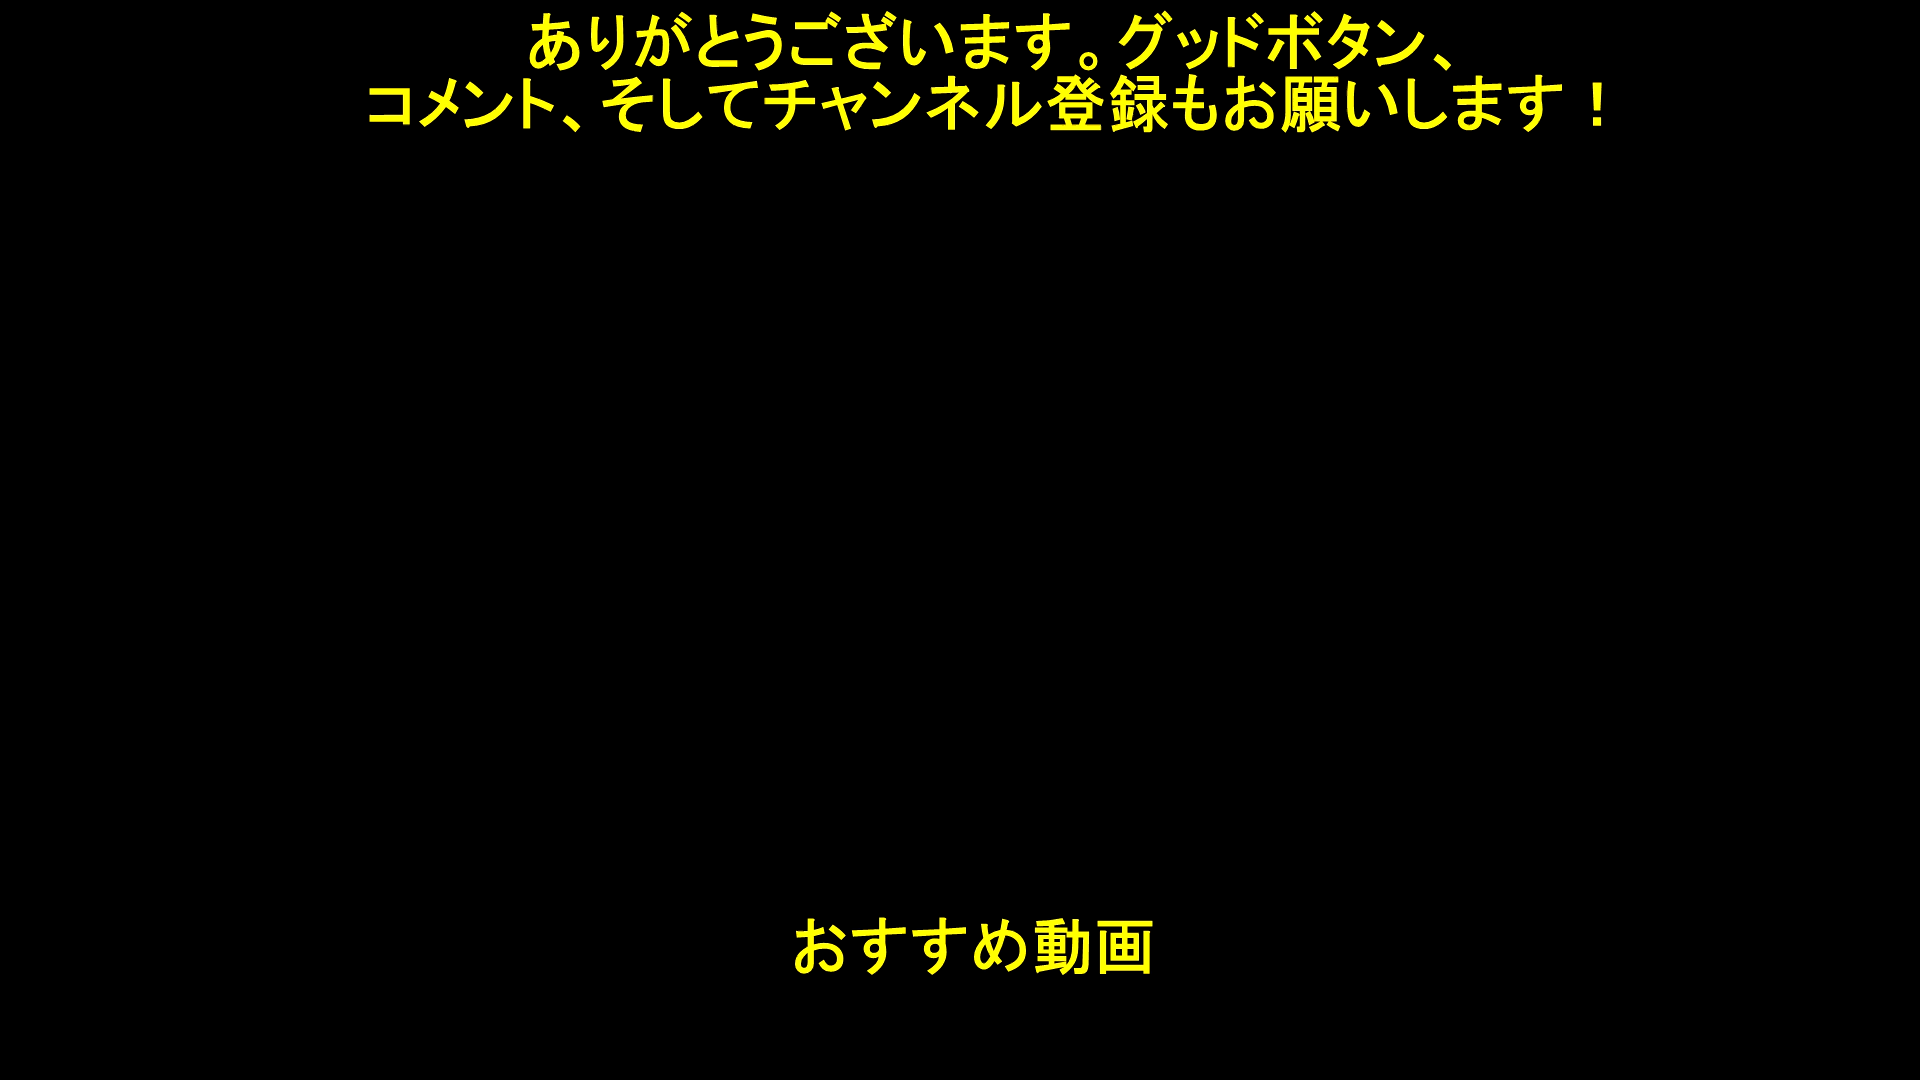 ありがとうございます。グッドボタン、
コメント、そしてチャンネル登録もお願いします！
おすすめ動画